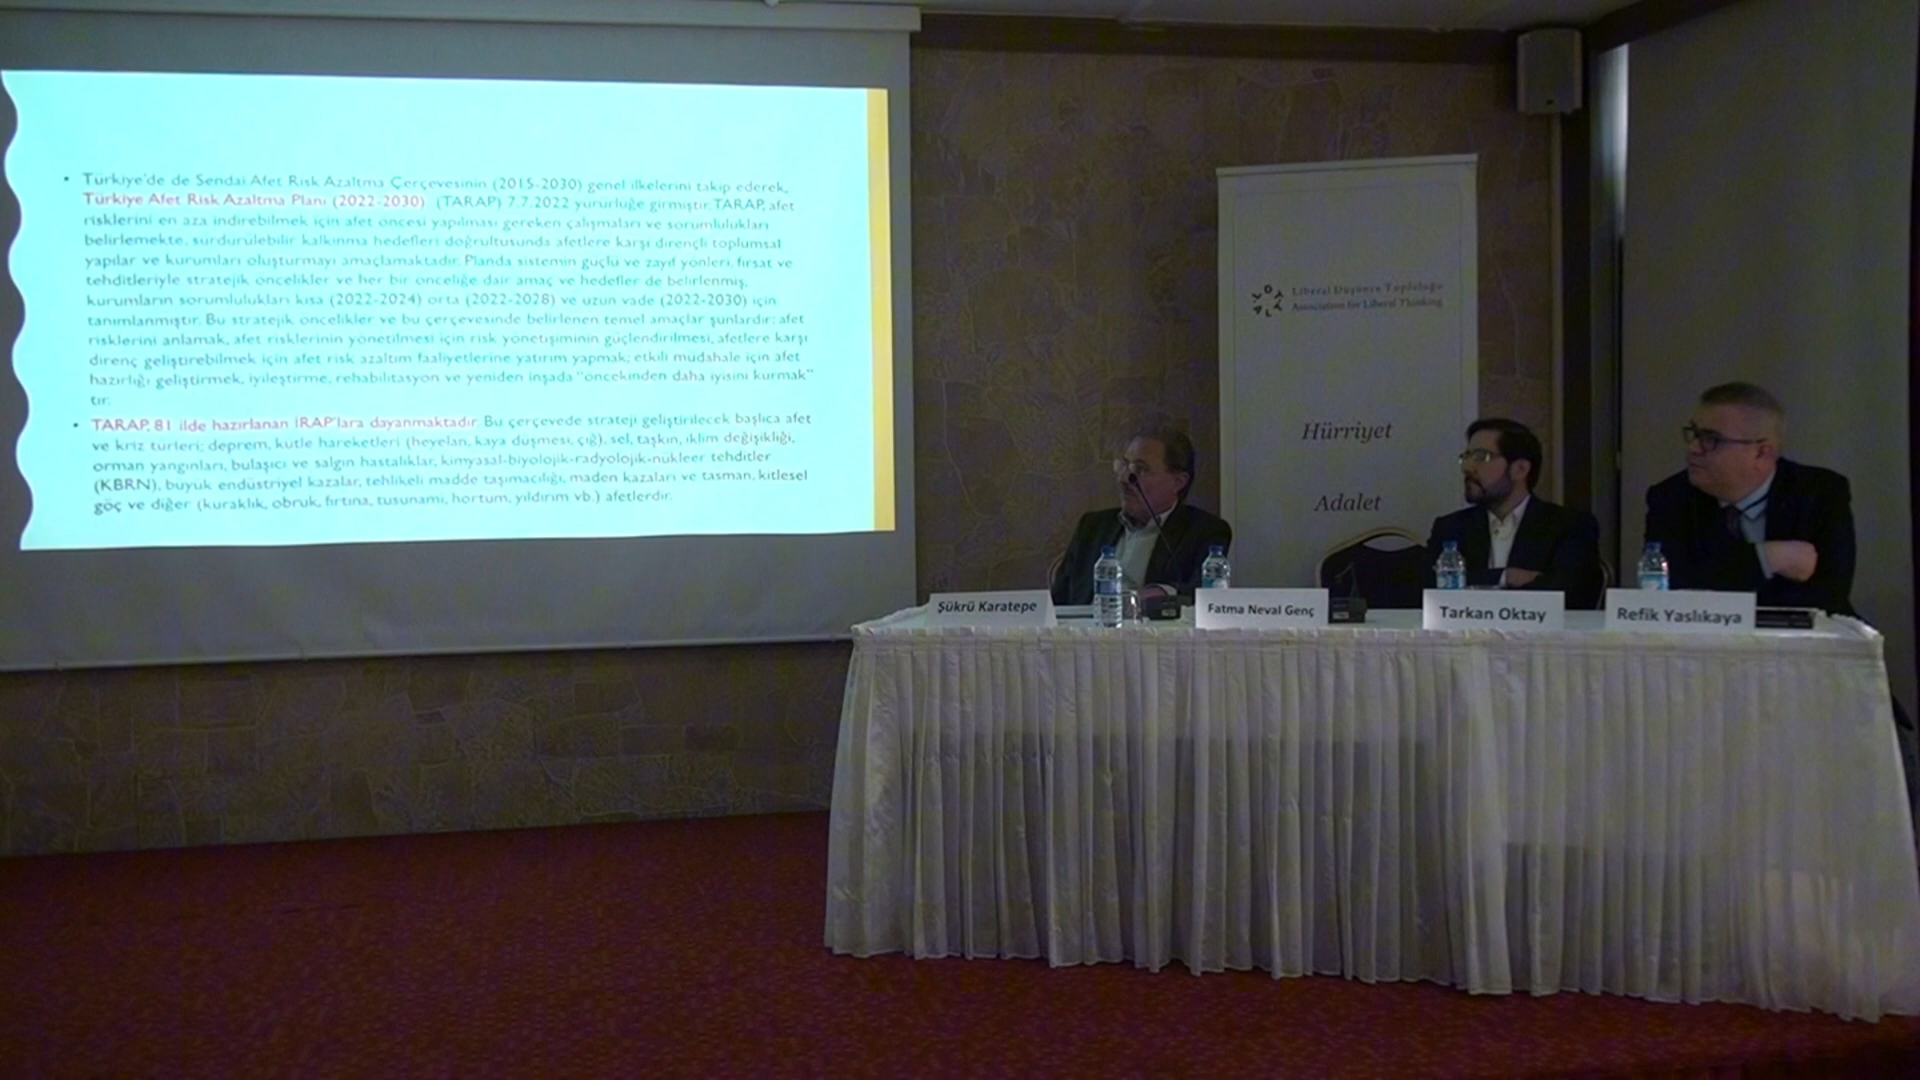 Türkiye'de de Sendai Afet Risk Azaltma Çerçevesinin (2015-2030) genel ilkelerini takip ederek,
Türkiye Afet Risk Azaltma Planı (2022-2030) (TARAP) 7.7.2022 yürürlüğe girmiştir. TARAP, afet
risklerini en aza indirebilmek için afet öncesi yapılması gereken çalışmaları ve sorumlulukları
belirlemekte, sürdürülebilir kalkınma hedefleri doğrultusunda afetlere karşı dirençli toplumsal
yapılar ve kurumları oluşturmayı amaçlamaktadır. Planda sistemin güçlü ve zayıf yönleri, fırsat ve
tehditleriyle stratejik öncelikler ve her bir önceliğe dair amaç ve hedefler de belirlenmiş,
kurumların sorumlulukları kısa (2022-2024) orta (2022-2028) ve uzun vade (2022-2030) için
tanımlanmıştır. Bu stratejik öncelikler ve bu çerçevesinde belirlenen temel amaçlar şunlardır; afet
risklerini anlamak, afet risklerinin yönetilmesi için risk yönetişiminin güçlendirilmesi, afetlere karşı
direnç geliştirebilmek için afet risk azaltım faaliyetlerine yatırım yapmak; etkili müdahale için afet
hazırlığı geliştirmek, iyileştirme, rehabilitasyon ve yeniden inşada "öncekinden daha iyisini kurmak"
tır.
TARAP, 81 ilde hazırlanan İRAP'lara dayanmaktadır. Bu çerçevede strateji geliştirilecek başlıca afet
ve kriz türleri; deprem, kütle hareketleri (heyelan, kaya düşmesi, çığ), sel, taşkın, iklim değişikliği,
orman yangınları, bulaşıcı ve salgın hastalıklar, kimyasal-biyolojik-radyolojik-nükleer tehditler
(KBRN), büyük endüstriyel kazalar, tehlikeli madde taşımacılığı, maden kazaları ve tasman, kitlesel
göç ve diğer (kuraklık, obruk, fırtına, tusunami, hortum, yıldırım vb.) afetlerdir.
Liberal Düşünce Topluluğu
Association for Liberal Thinking
Hürriyet
Adalet
Şükrü Karatepe
Fatma Neval Genç
Tarkan Oktay
Refik Yaslıkaya